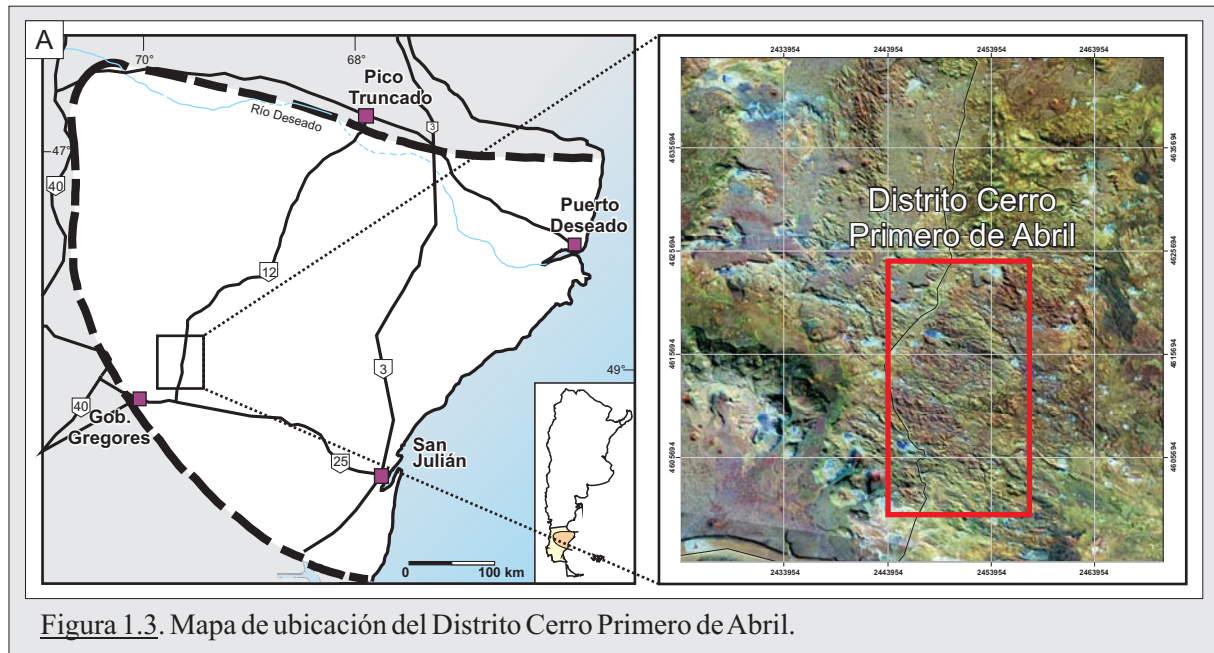 A
70°
68°
Pico
Truncado
Río Deseado
3
47°
40
Puerto
Deseado
12
3
49°
40
Gob.
Gregores
San
Julián
25
0
100 km
2433954
2443954
2453954
2463954
4635694
4635694
Distrito Cerro
Primero de Abril
4625694
4625694
4615694
4615694
4605694
4605694
2433954
2443954
2453954
2463954
Figura 1.3. Mapa de ubicación del Distrito Cerro Primero de Abril.